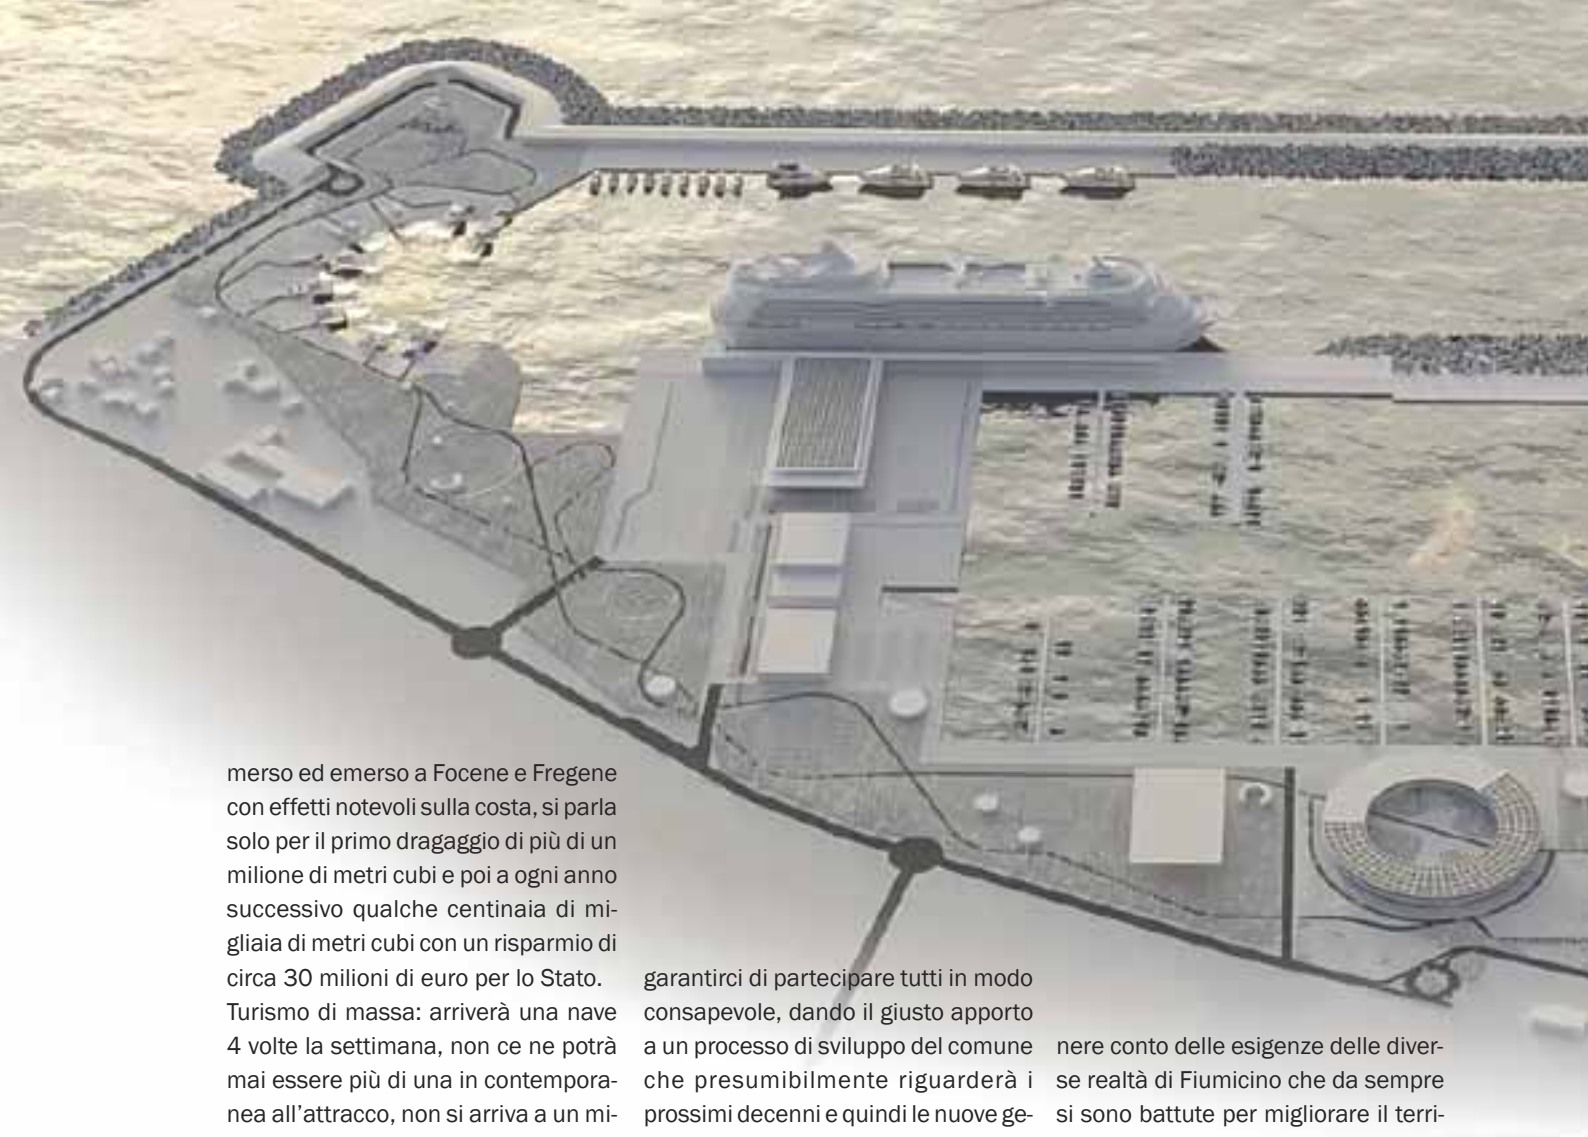 merso ed emerso a Focene e Fregene
con effetti notevoli sulla costa, si parla
solo per il primo dragaggio di più di un
milione di metri cubi e poi a ogni anno
successivo qualche centinaia di mi-
gliaia di metri cubi con un risparmio di
circa 30 milioni di euro per lo Stato.
Turismo di massa: arriverà una nave
4 volte la settimana, non ce ne potrà
mai essere più di una in contempora-
nea all'attracco, non si arriva a un mi-
garantirci di partecipare tutti in modo
consapevole, dando il giusto apporto
a un processo di sviluppo del comune
che presumibilmente riguarderà i
prossimi decenni e quindi le nuove ge-
nere conto delle esigenze delle diver-
se realtà di Fiumicino che da sempre
si sono battute per migliorare il terri-